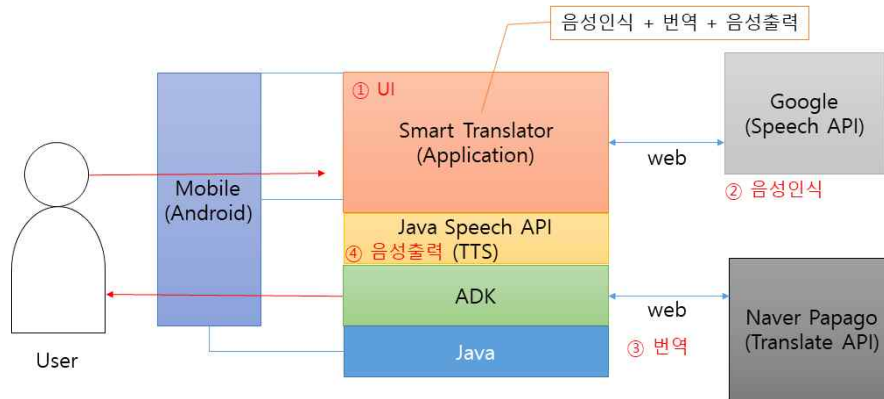 음성인식 + 번역 + 음성출력
① UI
Smart Translator
(Application)
Google
(Speech API)
web
② 음성인식
Mobile
(Android)
Java Speech API
④ 음성출력 (TTS)
ADK
web
Naver Papago
(Translate API)
③ 번역
Java
User